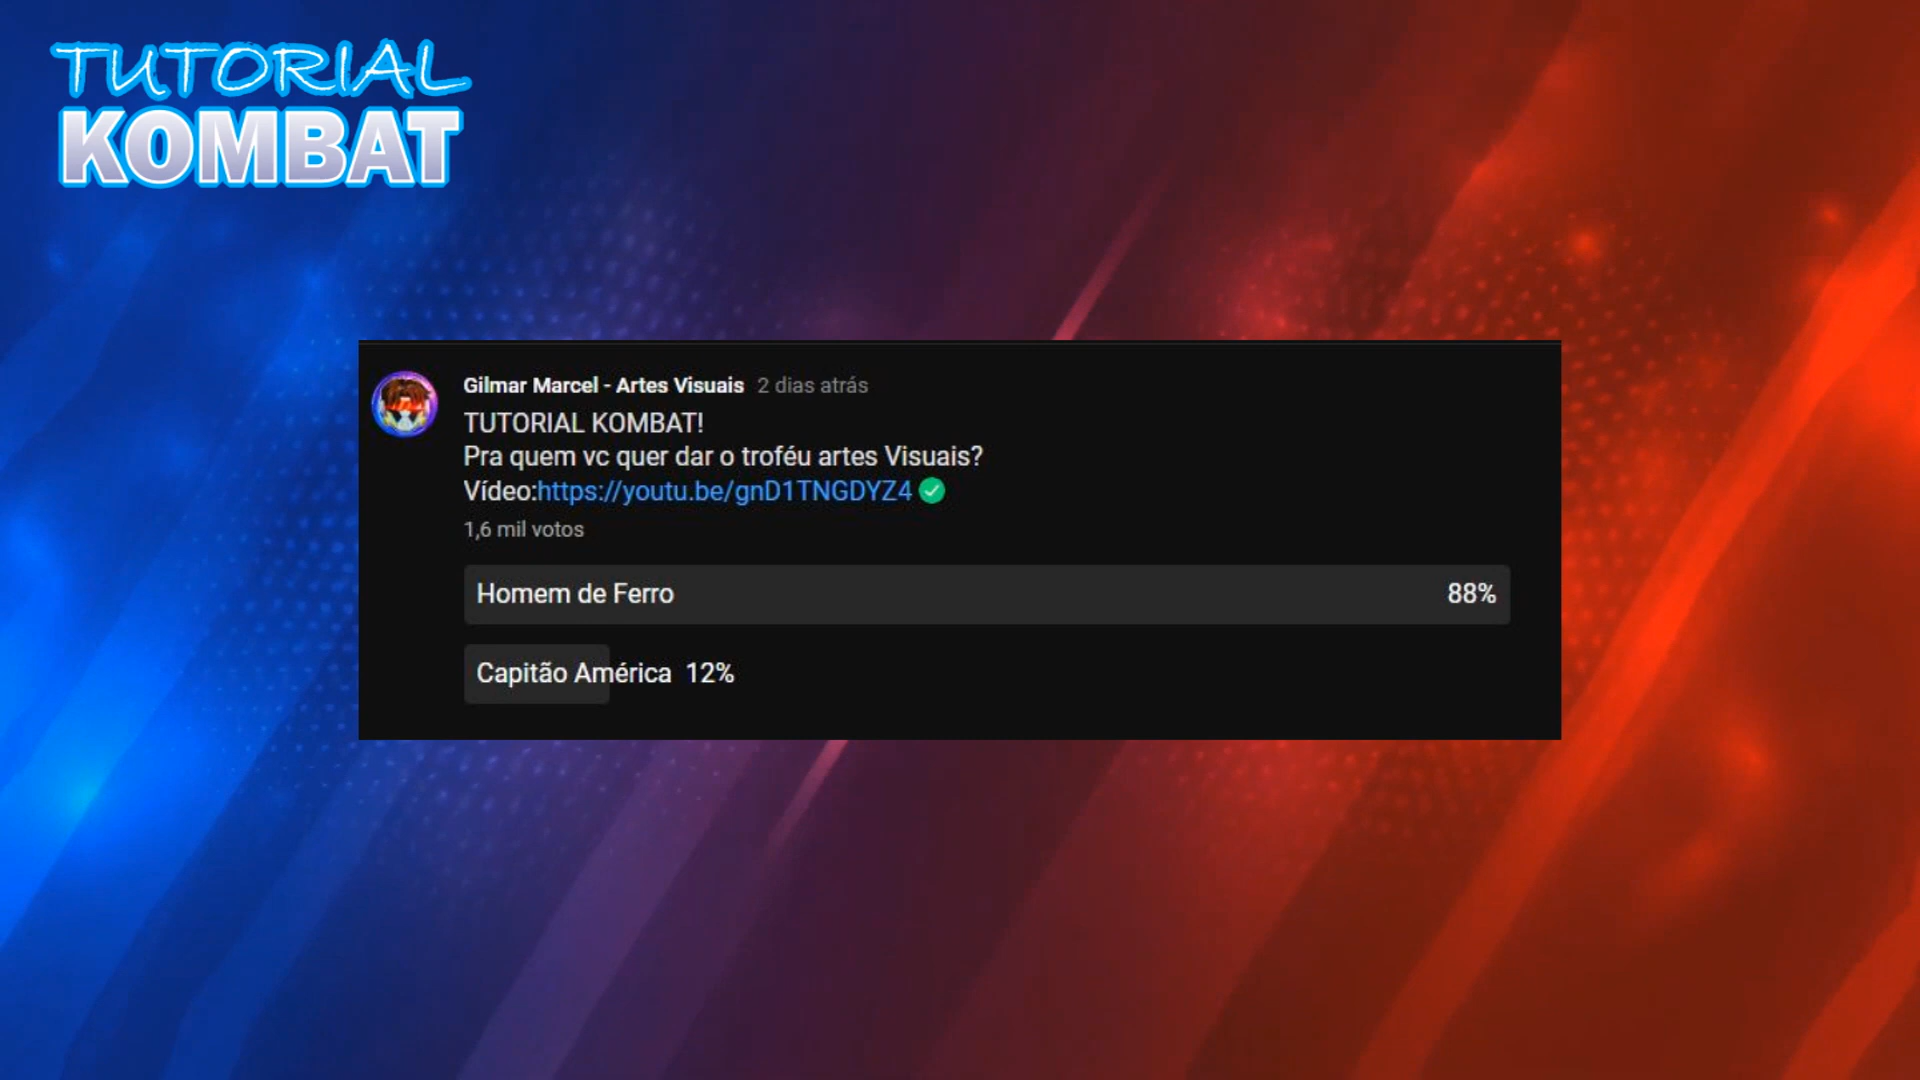 TUTORIAL
KOMBAT
Gilmar Marcel - Artes Visuais 2 dias atrás
TUTORIAL KOMBAT!
Pra quem vc quer dar o troféu artes Visuais?
Vídeo:https://youtu.be/gnD1TNGDYZ4
1,6 mil votos
Homem de Ferro 88%
Capitão América 12%